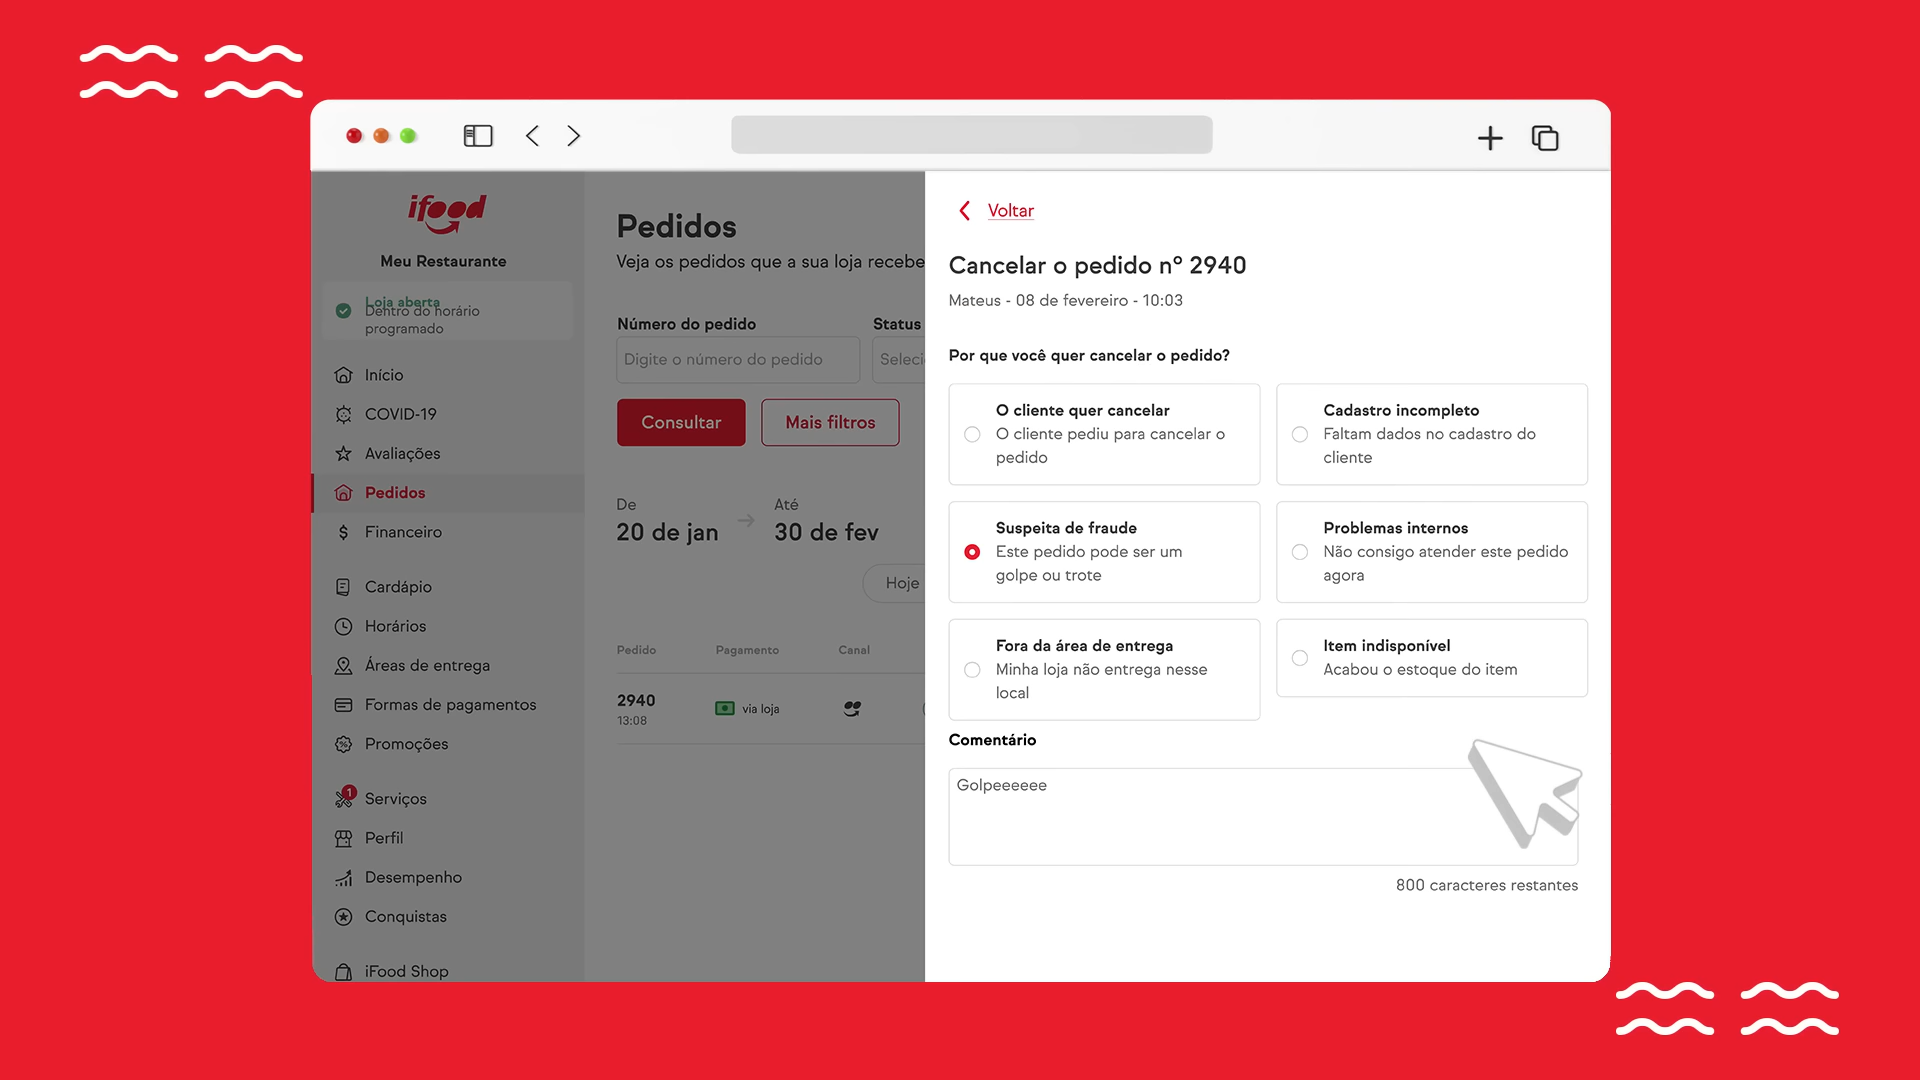 ifood
Meu Restaurante
Loja aberta
Dentro do horário
programado
Início
COVID-19
Avaliações
Pedidos
Financeiro
Cardápio
Horários
Áreas de entrega
Formas de pagamentos
Promoções
1
Serviços
Perfil
Desempenho
Conquistas
iFood Shop
Pedidos
Veja os pedidos que a sua loja recebe
Número do pedido
Status
Digite o número do pedido
Seleci
Consultar
Mais filtros
De
Até
20 de jan
30 de fev
Hoje
Pedido
Pagamento
Canal
2940
13:08
via loja
Voltar
Cancelar o pedido nº 2940
Mateus - 08 de fevereiro - 10:03
Por que você quer cancelar o pedido?
O cliente quer cancelar
O cliente pediu para cancelar o
pedido
Cadastro incompleto
Faltam dados no cadastro do
cliente
Suspeita de fraude
Este pedido pode ser um
golpe ou trote
Problemas internos
Não consigo atender este pedido
agora
Fora da área de entrega
Minha loja não entrega nesse
local
Item indisponível
Acabou o estoque do item
Comentário
Golpeeeeee
800 caracteres restantes